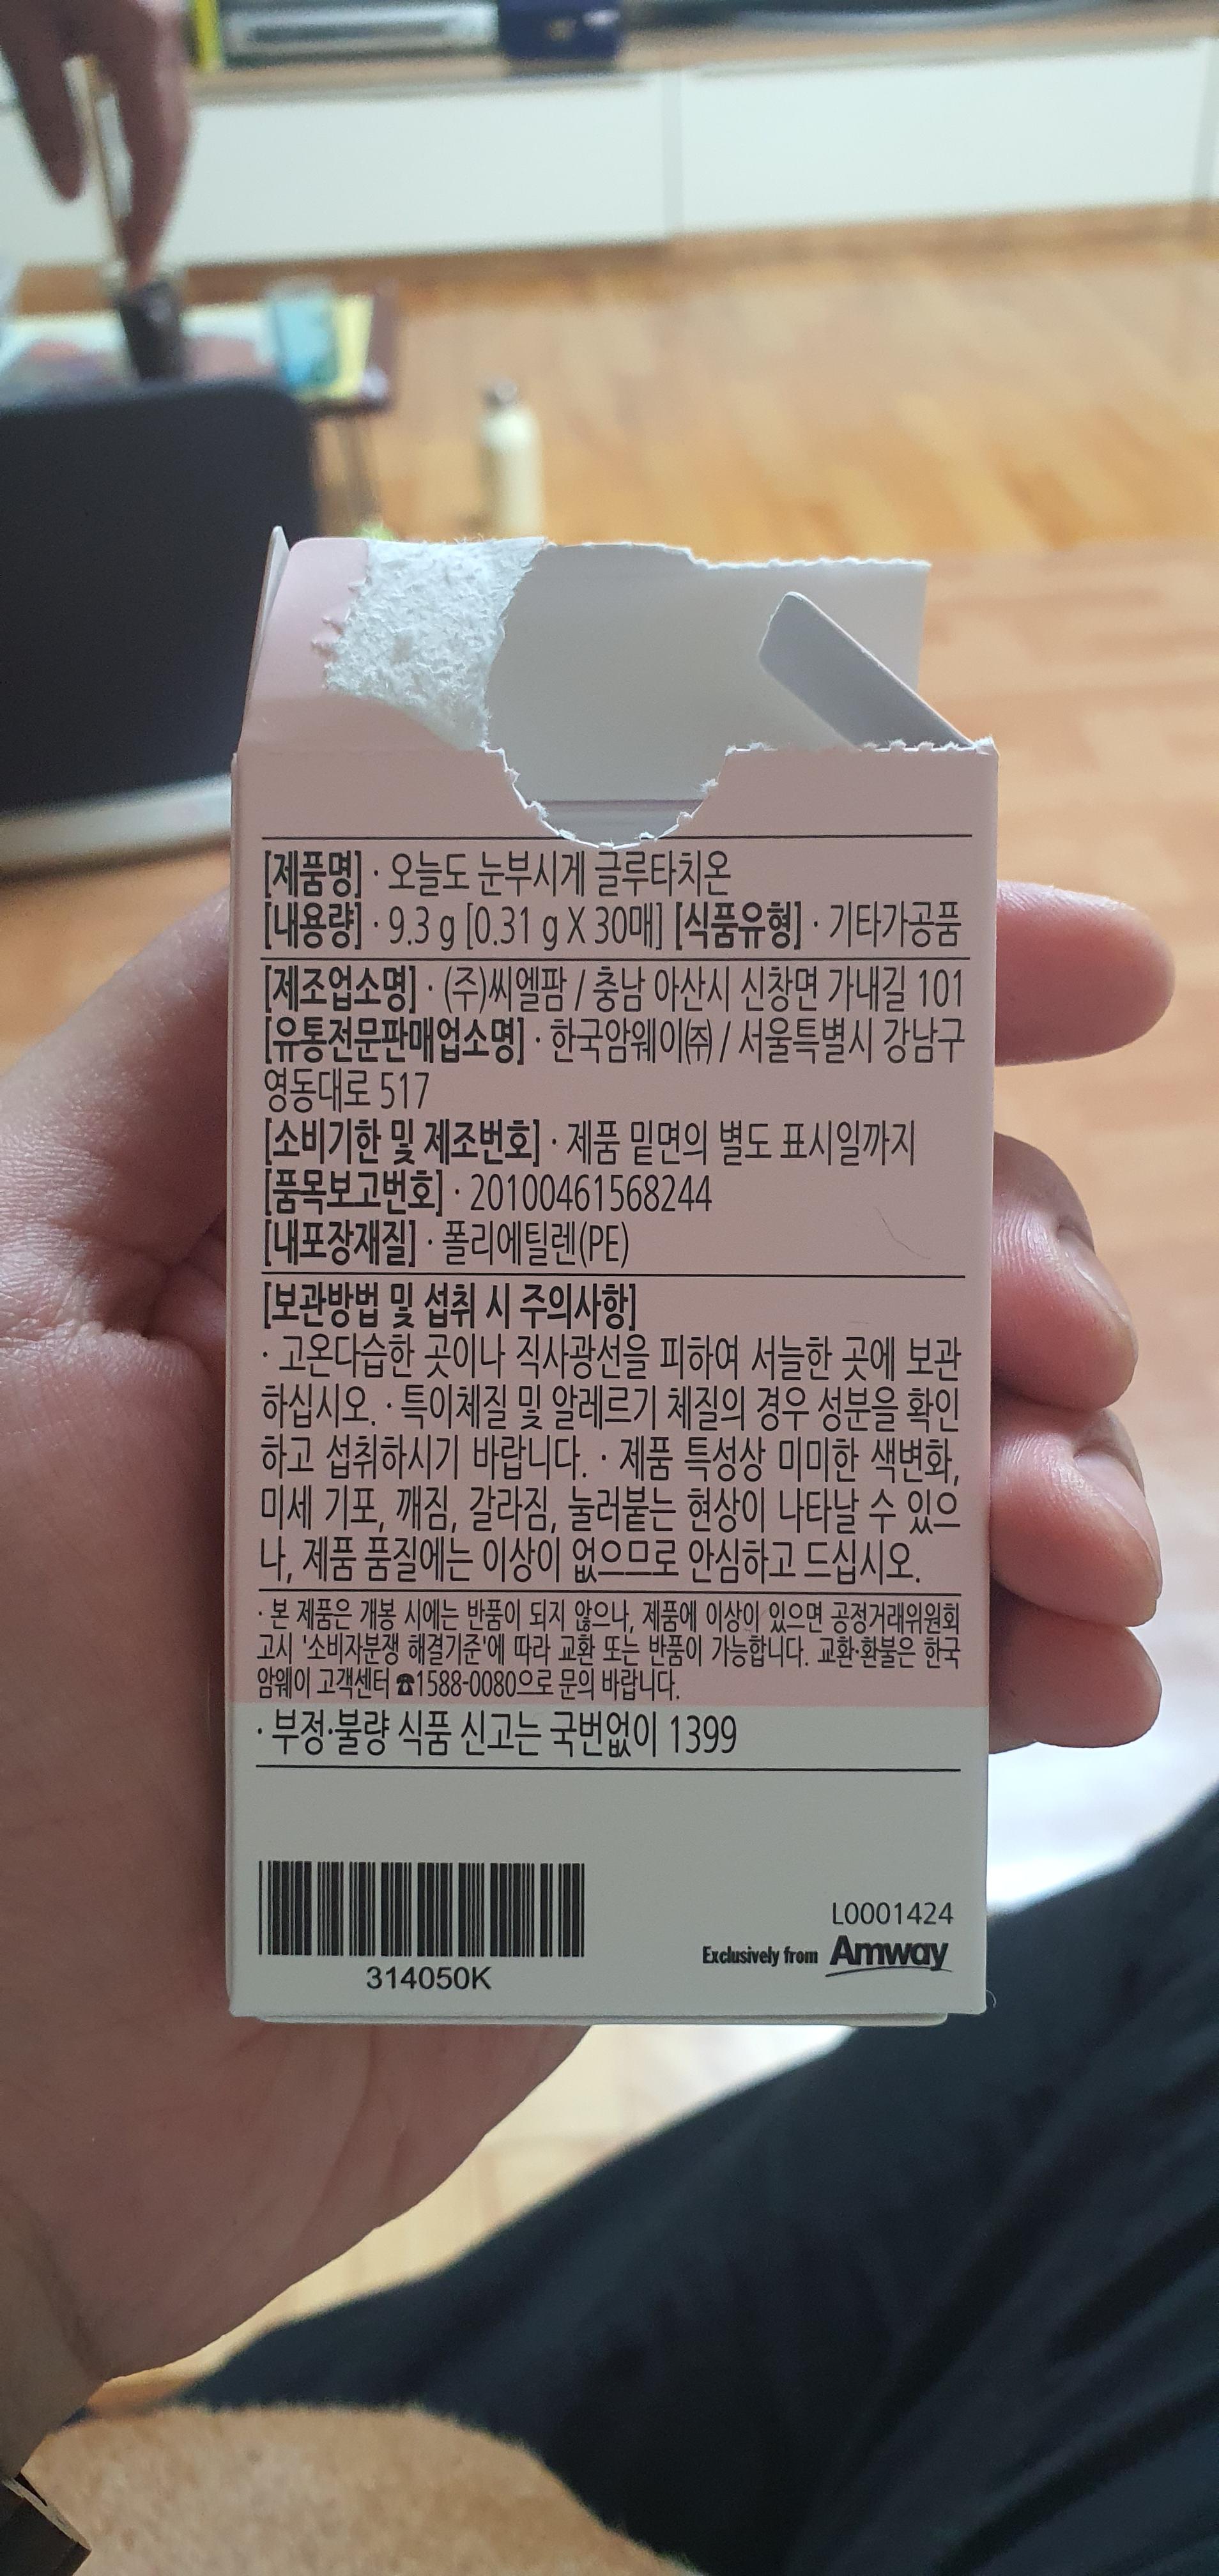 [제품명] · 오늘도 눈부시게 글루타치온
[내용량] · 9.3 g [0.31 g X 30매] [식품유형] · 기타가공품
[제조업소명] · (주)씨엘팜 / 충남 아산시 신창면 가내길 101
[유통전문판매업소명] · 한국암웨이㈜ / 서울특별시 강남구
영동대로 517
[소비기한 및 제조번호] · 제품 밑면의 별도 표시일까지
[품목보고번호] · 20100461568244
[내포장재질] · 폴리에틸렌(PE)
[보관방법 및 섭취 시 주의사항]
· 고온다습한 곳이나 직사광선을 피하여 서늘한 곳에 보관
하십시오. · 특이체질 및 알레르기 체질의 경우 성분을 확인
하고 섭취하시기 바랍니다. · 제품 특성상 미미한 색변화,
미세 기포, 깨짐, 갈라짐, 눌러붙는 현상이 나타날 수 있으
나, 제품 품질에는 이상이 없으므로 안심하고 드십시오.
· 본 제품은 개봉 시에는 반품이 되지 않으나, 제품에 이상이 있으면 공정거래위원회
고시 '소비자분쟁 해결기준'에 따라 교환 또는 반품이 가능합니다. 교환·환불은 한국
암웨이 고객센터 ☎1588-0080으로 문의 바랍니다.
· 부정·불량 식품 신고는 국번없이 1399
L0001424
Exclusively from Amway
314050K